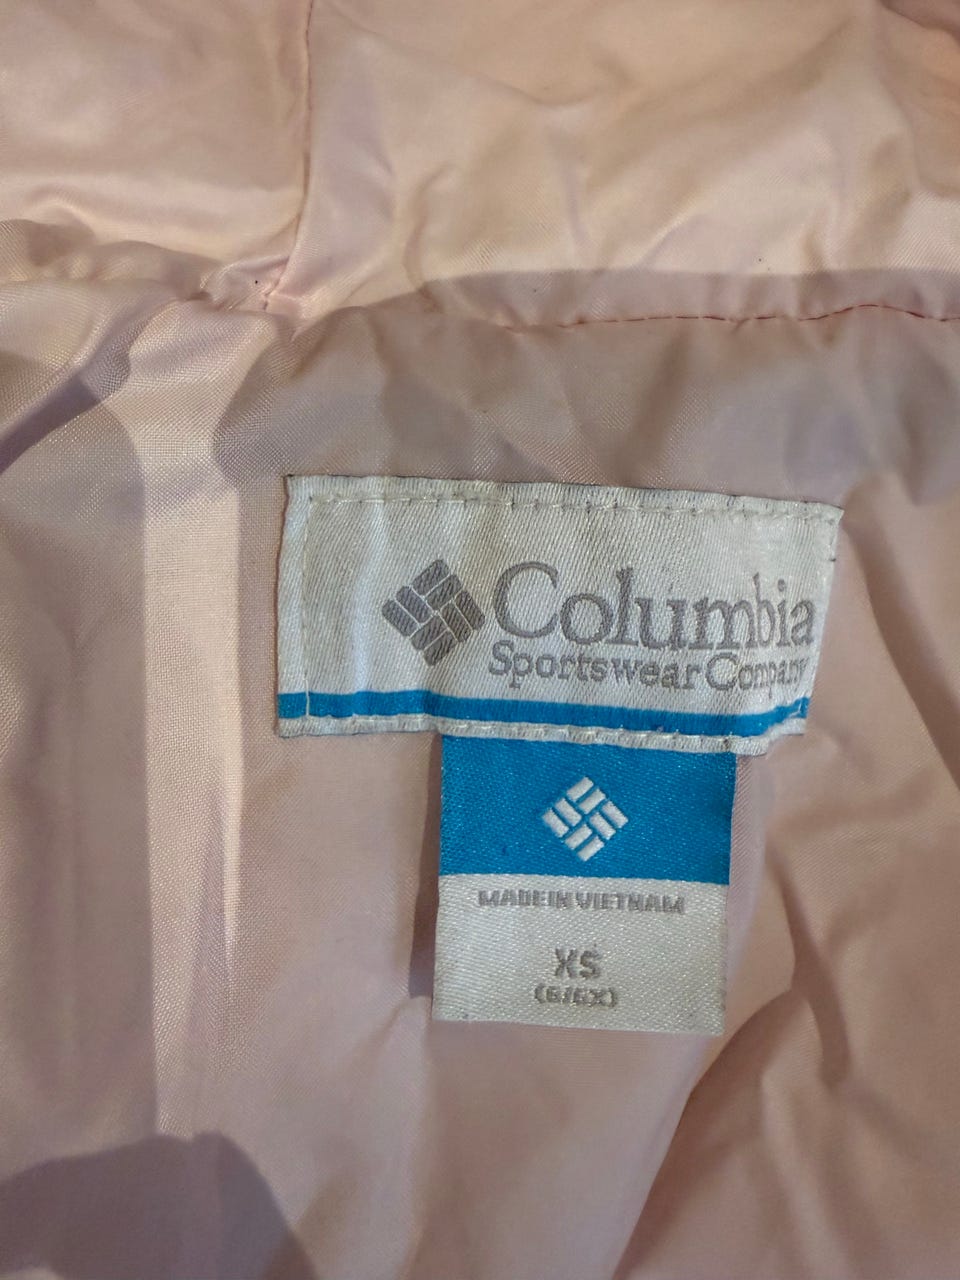 Columbia
Sportswear Company
MADE IN VIETNAM
XS
(6/6X)